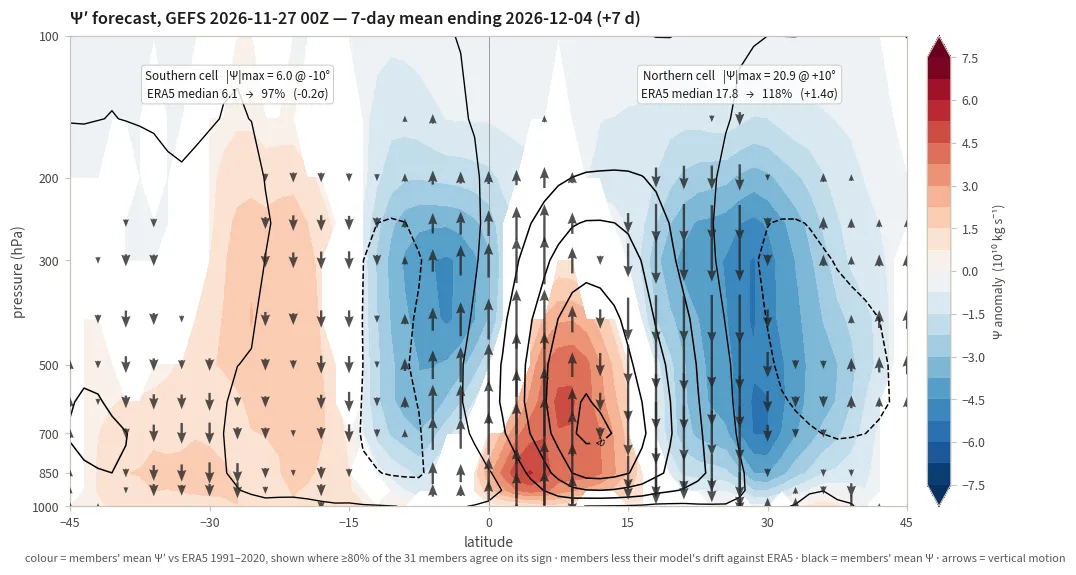 Ψ′ forecast, GEFS 2026-11-27 00Z — 7-day mean ending 2026-12-04 (+7 d)
Southern cell |Ψ|max = 6.0 @ -10°
ERA5 median 6.1 → 97% (-0.2σ)
Northern cell |Ψ|max = 20.9 @ +10°
ERA5 median 17.8 → 118% (+1.4σ)
pressure (hPa)
100
200
300
400
500
700
850
1000
−45
−30
−15
0
15
30
45
latitude
7.5
6.0
4.5
3.0
1.5
0.0
−1.5
−3.0
−4.5
−6.0
−7.5
Ψ anomaly (10¹⁰ kg s⁻¹)
colour = members' mean Ψ′ vs ERA5 1991–2020, shown where ≥80% of the 31 members agree on its sign · members less their model's drift against ERA5 · black = members' mean Ψ · arrows = vertical motion